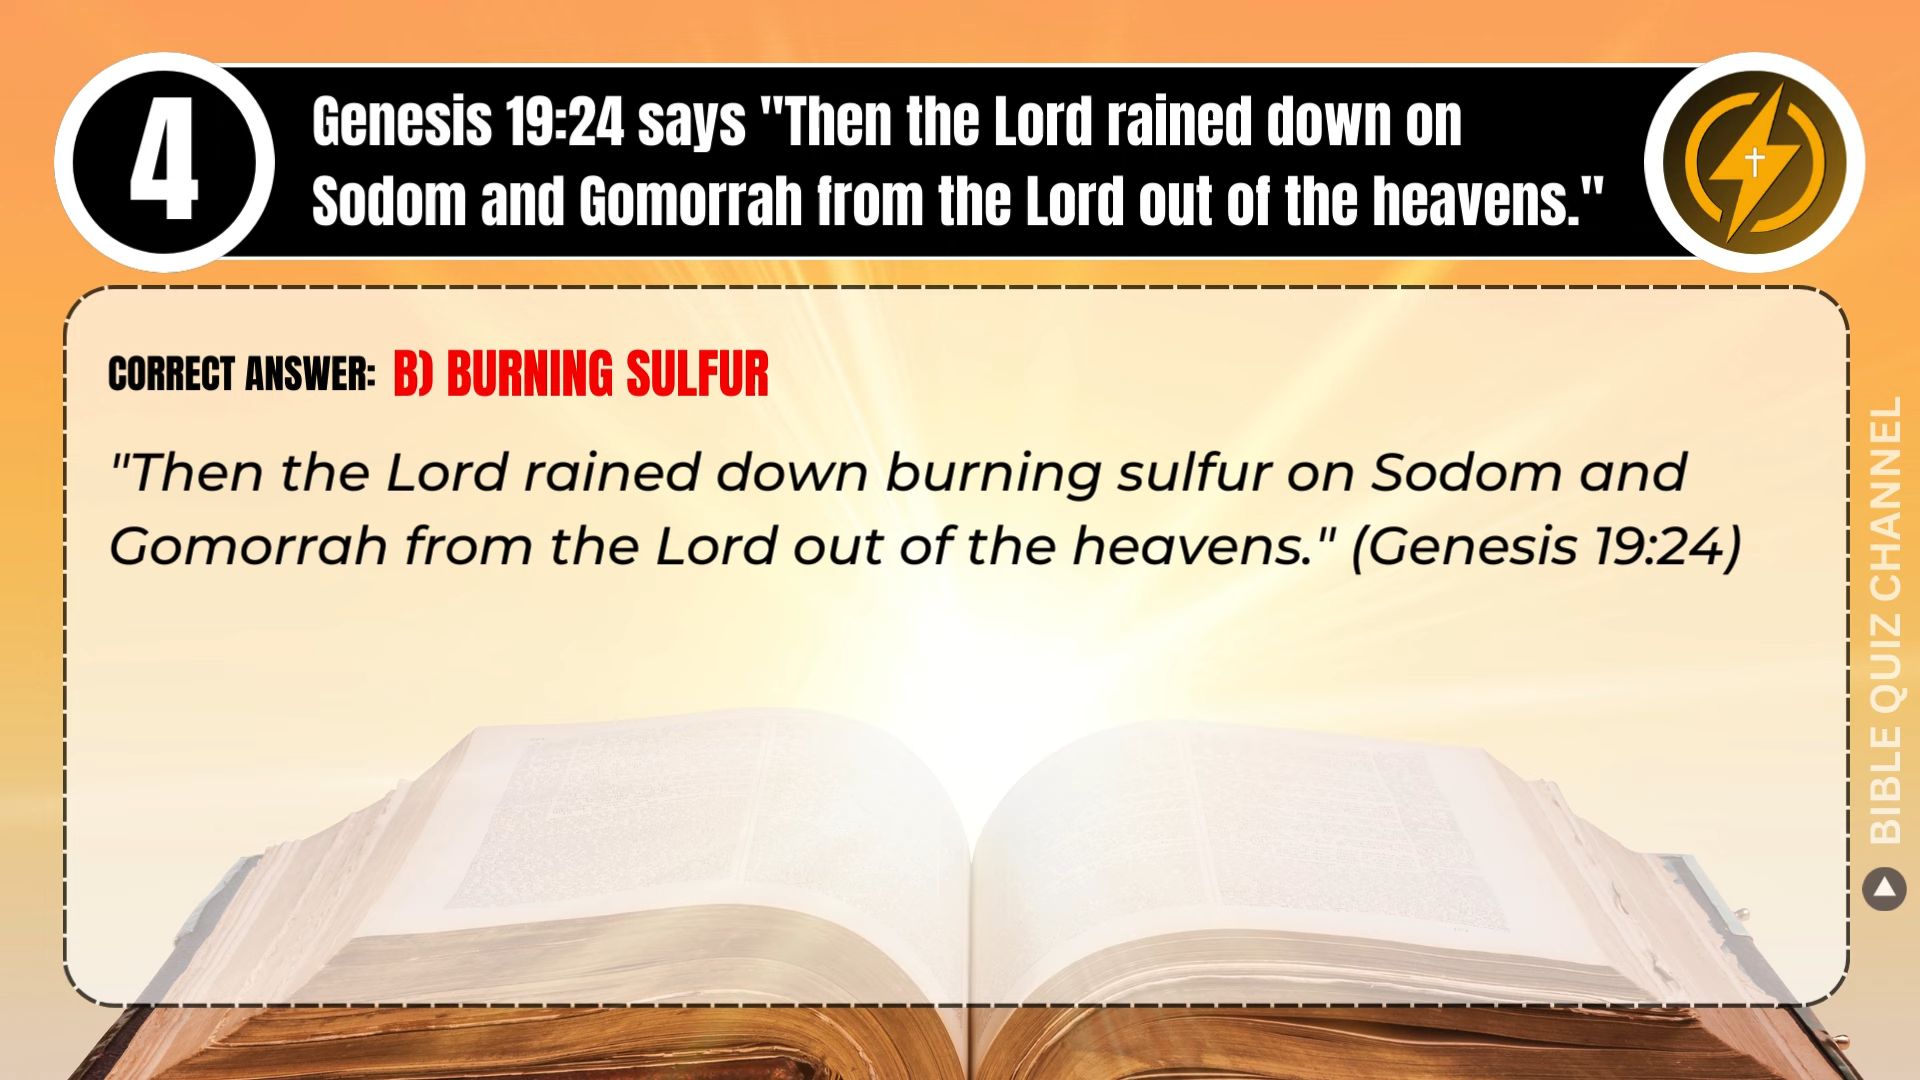 4
Genesis 19:24 says "Then the Lord rained down on
Sodom and Gomorrah from the Lord out of the heavens."
CORRECT ANSWER: B) BURNING SULFUR
"Then the Lord rained down burning sulfur on Sodom and
Gomorrah from the Lord out of the heavens." (Genesis 19:24)
BIBLE QUIZ CHANNEL